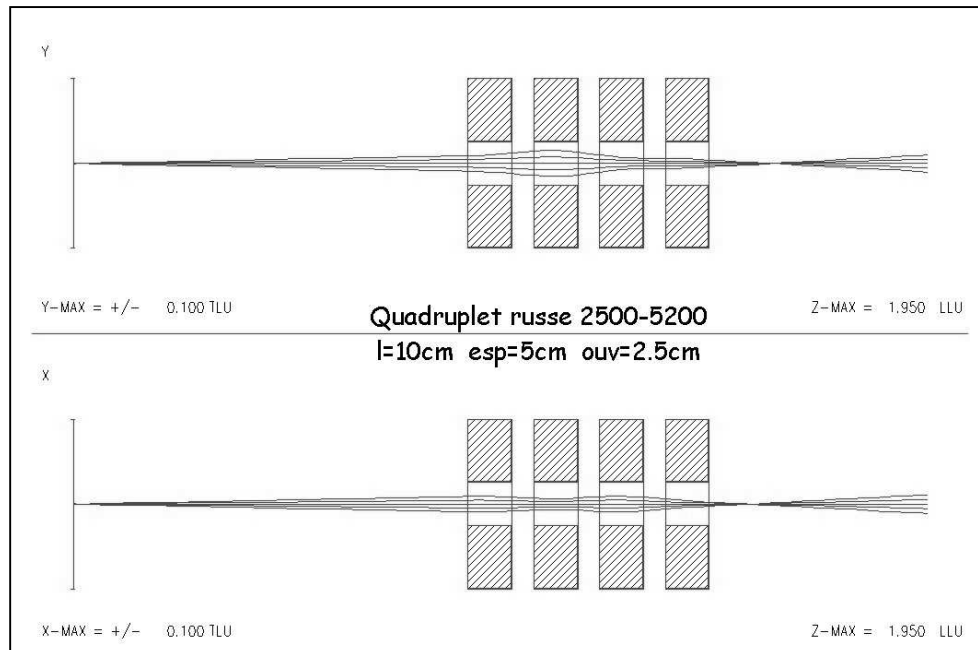 Y
Y-MAX = +/- 0.100 TLU
Quadruplet russe 2500-5200
Z-MAX = 1.950 LLU
l=10cm esp=5cm ouv=2.5cm
X
X-MAX = +/- 0.100 TLU
Z-MAX = 1.950 LLU